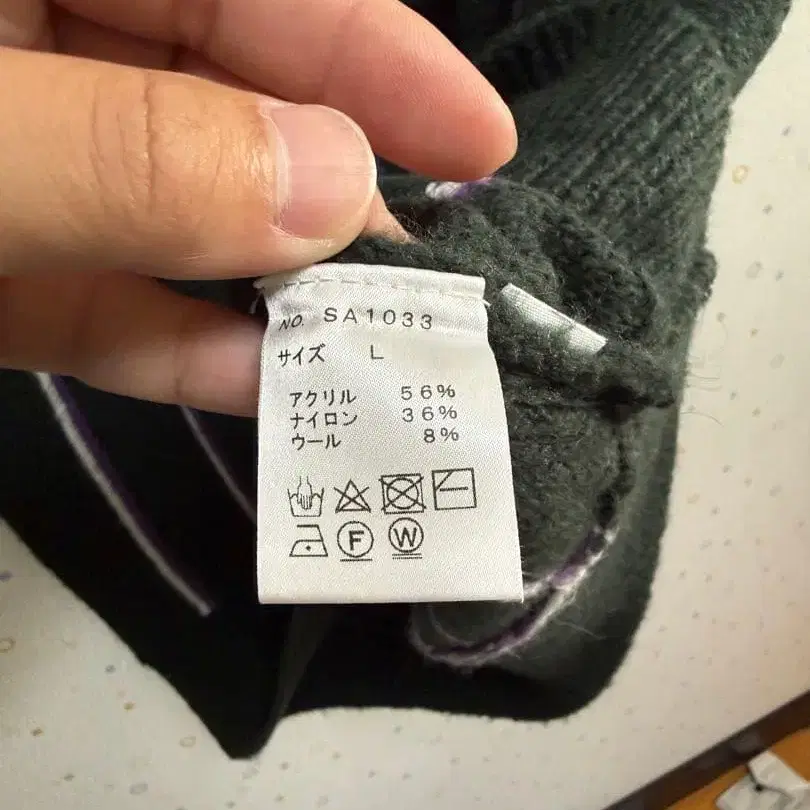 NO. SA1033
サイズ L
アクリル 56%
ナイロン 36%
ウール 8%
F W